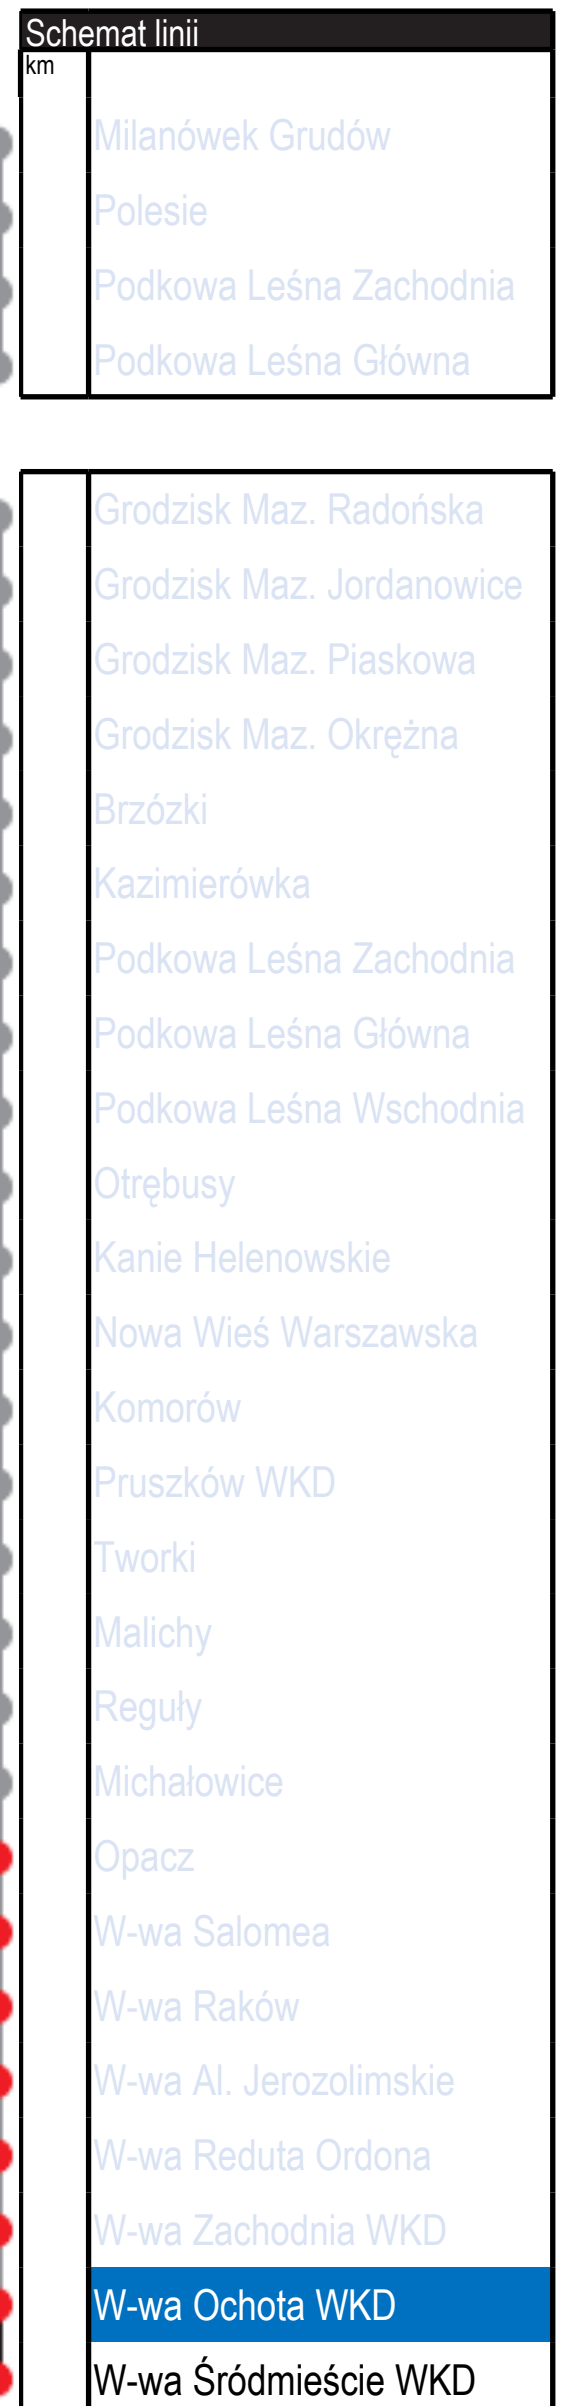 Schemat linii
km
Milanówek Grudów
Polesie
Podkowa Leśna Zachodnia
Podkowa Leśna Główna
Grodzisk Maz. Radońska
Grodzisk Maz. Jordanowice
Grodzisk Maz. Piaskowa
Grodzisk Maz. Okrężna
Brzózki
Kazimierówka
Podkowa Leśna Zachodnia
Podkowa Leśna Główna
Podkowa Leśna Wschodnia
Otrębusy
Kanie Helenowskie
Nowa Wieś Warszawska
Komorów
Pruszków WKD
Tworki
Malichy
Reguły
Michałowice
Opacz
W-wa Salomea
W-wa Raków
W-wa Al. Jerozolimskie
W-wa Reduta Ordona
W-wa Zachodnia WKD
W-wa Ochota WKD
W-wa Śródmieście WKD